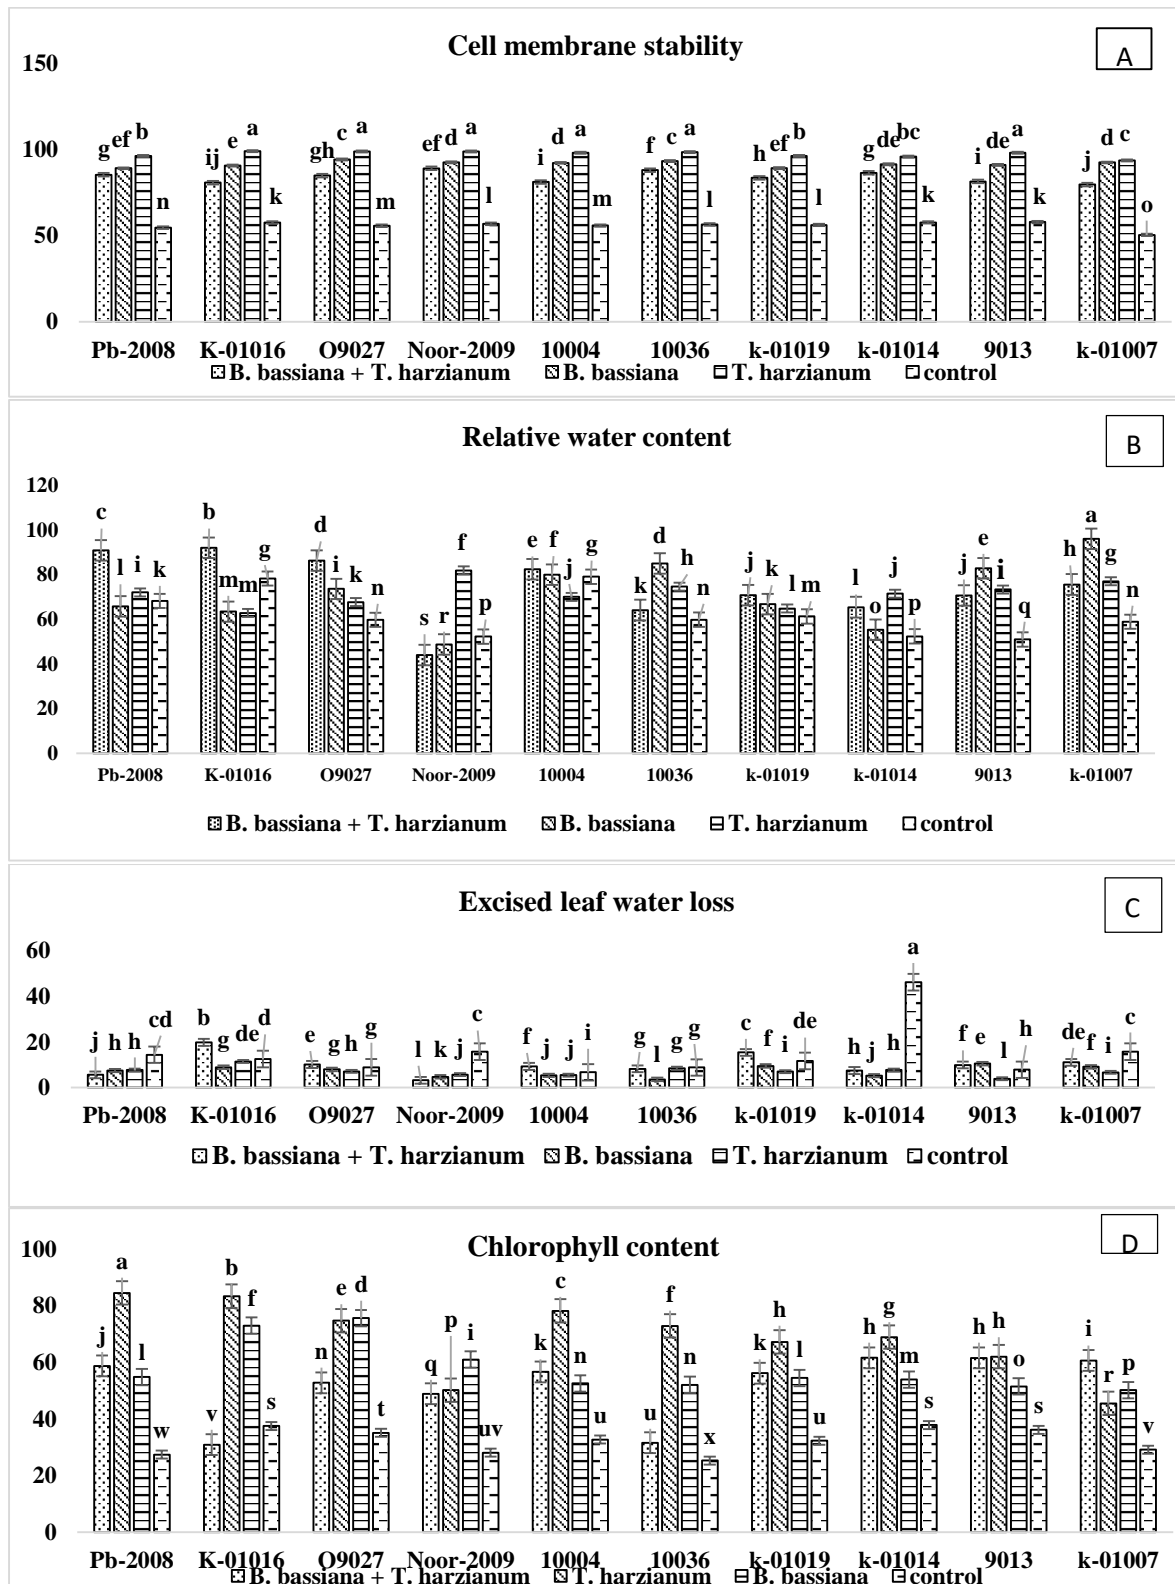 Cell membrane stability
A
150
100
50
0
g ef b n ij e a k gh c a m ef d a l i d a m f c a l h ef b l g de bc k i de a k j d c o
Pb-2008 K-01016 O9027 Noor-2009 10004 10036 k-01019 k-01014 9013 k-01007
B. bassiana + T. harzianum B. bassiana T. harzianum control
Relative water content
B
120
100
80
60
40
20
0
c l i k b m m g d i k n s r f p e f j g k d h n j k l m l o j p j e i q h a g n
Pb-2008 K-01016 O9027 Noor-2009 10004 10036 k-01019 k-01014 9013 k-01007
B. bassiana + T. harzianum B. bassiana T. harzianum control
Excised leaf water loss
C
60
40
20
0
j h h cd b g de d e g h g l k j c f j j i g l g g c f i de h j h a f e l h de f i c
Pb-2008 K-01016 O9027 Noor-2009 10004 10036 k-01019 k-01014 9013 k-01007
B. bassiana + T. harzianum B. bassiana T. harzianum control
Chlorophyll content
D
100
80
60
40
20
0
j a l w v b f s n e d t q p i uv k c n u u f n x k h l u h g m s h h o s i r p v
Pb-2008 K-01016 O9027 Noor-2009 10004 10036 k-01019 k-01014 9013 k-01007
B. bassiana + T. harzianum T. harzianum B. bassiana control